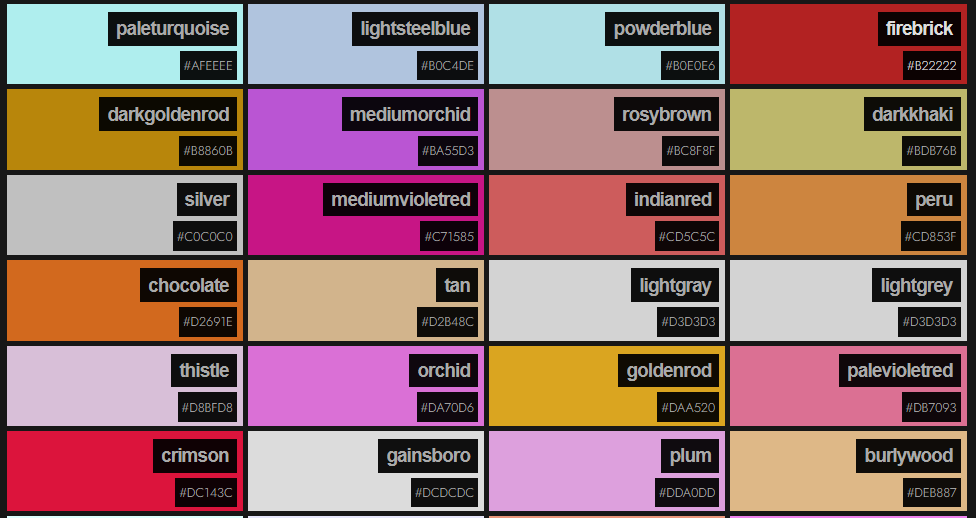 paleturquoise
#AFEEEE
lightsteelblue
#B0C4DE
powderblue
#B0E0E6
firebrick
#B22222
darkgoldenrod
#B8860B
mediumorchid
#BA55D3
rosybrown
#BC8F8F
darkkhaki
#BDB76B
silver
#C0C0C0
mediumvioletred
#C71585
indianred
#CD5C5C
peru
#CD853F
chocolate
#D2691E
tan
#D2B48C
lightgray
#D3D3D3
lightgrey
#D3D3D3
thistle
#D8BFD8
orchid
#DA70D6
goldenrod
#DAA520
palevioletred
#DB7093
crimson
#DC143C
gainsboro
#DCDCDC
plum
#DDA0DD
burlywood
#DEB887